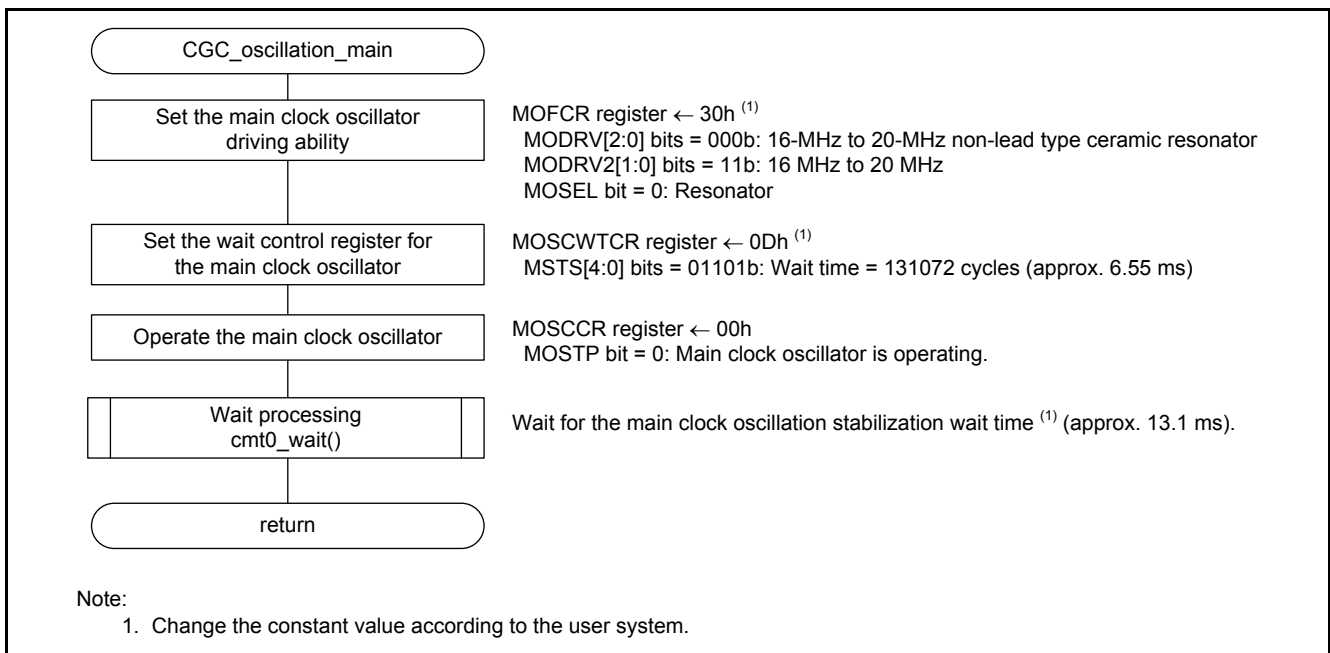 CGC_oscillation_main
Set the main clock oscillator
driving ability
MOFCR register ← 30h (1)
MODRV[2:0] bits = 000b: 16-MHz to 20-MHz non-lead type ceramic resonator
MODRV2[1:0] bits = 11b: 16 MHz to 20 MHz
MOSEL bit = 0: Resonator
Set the wait control register for
the main clock oscillator
MOSCWTCR register ← 0Dh (1)
MSTS[4:0] bits = 01101b: Wait time = 131072 cycles (approx. 6.55 ms)
Operate the main clock oscillator
MOSCCR register ← 00h
MOSTP bit = 0: Main clock oscillator is operating.
Wait processing
cmt0_wait()
Wait for the main clock oscillation stabilization wait time (1) (approx. 13.1 ms).
return
Note:
1. Change the constant value according to the user system.